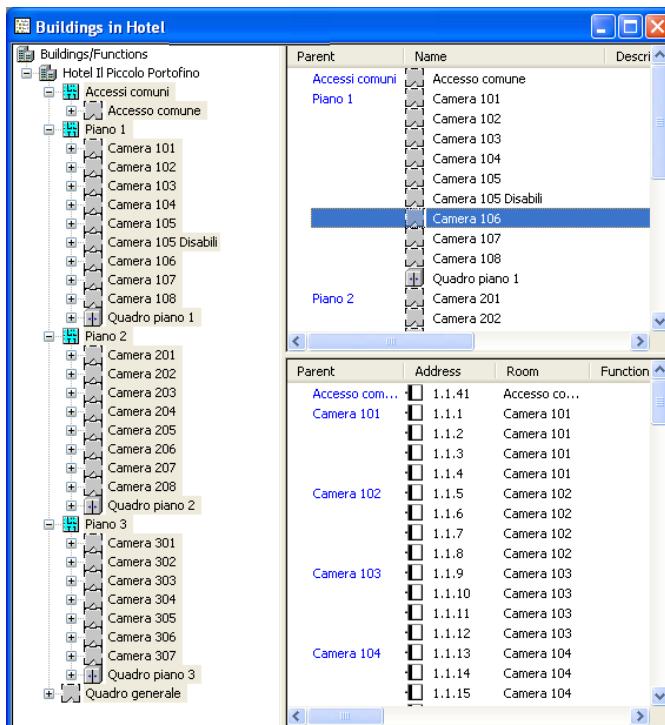 Buildings in Hotel
Buildings/Functions
Hotel Il Piccolo Portofino
Accessi comuni
Accesso comune
Piano 1
Camera 101
Camera 102
Camera 103
Camera 104
Camera 105
Camera 105 Disabili
Camera 106
Camera 107
Camera 108
Quadro piano 1
Piano 2
Camera 201
Camera 202
Camera 203
Camera 204
Camera 205
Camera 206
Camera 207
Camera 208
Quadro piano 2
Piano 3
Camera 301
Camera 302
Camera 303
Camera 304
Camera 305
Camera 306
Camera 307
Quadro piano 3
Quadro generale
Parent Name Descri
Accessi comuni Accesso comune
Piano 1 Camera 101
Camera 102
Camera 103
Camera 104
Camera 105
Camera 105 Disabili
Camera 106
Camera 107
Camera 108
Quadro piano 1
Piano 2 Camera 201
Camera 202
Parent Address Room Function
Accesso com... 1.1.41 Accesso co...
Camera 101 1.1.1 Camera 101
1.1.2 Camera 101
1.1.3 Camera 101
1.1.4 Camera 101
Camera 102 1.1.5 Camera 102
1.1.6 Camera 102
1.1.7 Camera 102
1.1.8 Camera 102
Camera 103 1.1.9 Camera 103
1.1.10 Camera 103
1.1.11 Camera 103
1.1.12 Camera 103
Camera 104 1.1.13 Camera 104
1.1.14 Camera 104
1.1.15 Camera 104